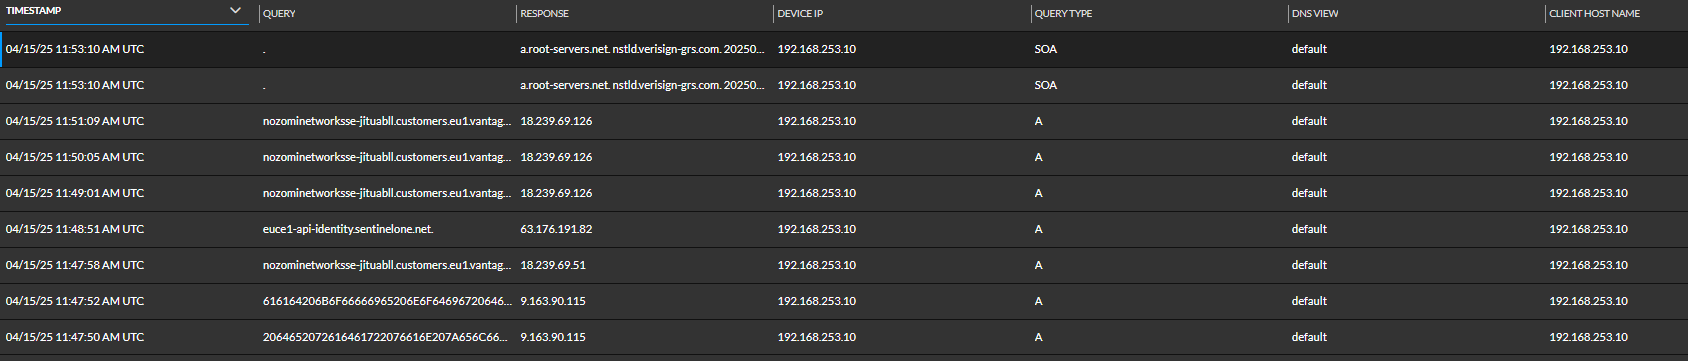 TIMESTAMP QUERY RESPONSE DEVICE IP QUERY TYPE DNS VIEW CLIENT HOST NAME
04/15/25 11:53:10 AM UTC . a.root-servers.net. nstld.verisign-grs.com. 20250... 192.168.253.10 SOA default 192.168.253.10
04/15/25 11:53:10 AM UTC . a.root-servers.net. nstld.verisign-grs.com. 20250... 192.168.253.10 SOA default 192.168.253.10
04/15/25 11:51:09 AM UTC nozominetworksse-jituabll.customers.eu1.vantag... 18.239.69.126 192.168.253.10 A default 192.168.253.10
04/15/25 11:50:05 AM UTC nozominetworksse-jituabll.customers.eu1.vantag... 18.239.69.126 192.168.253.10 A default 192.168.253.10
04/15/25 11:49:01 AM UTC nozominetworksse-jituabll.customers.eu1.vantag... 18.239.69.126 192.168.253.10 A default 192.168.253.10
04/15/25 11:48:51 AM UTC euce1-api-identity.sentinelone.net. 63.176.191.82 192.168.253.10 A default 192.168.253.10
04/15/25 11:47:58 AM UTC nozominetworksse-jituabll.customers.eu1.vantag... 18.239.69.51 192.168.253.10 A default 192.168.253.10
04/15/25 11:47:52 AM UTC 616164206B6F66666965206E6F64696720646... 9.163.90.115 192.168.253.10 A default 192.168.253.10
04/15/25 11:47:50 AM UTC 2064652072616461722076616E207A656C66... 9.163.90.115 192.168.253.10 A default 192.168.253.10